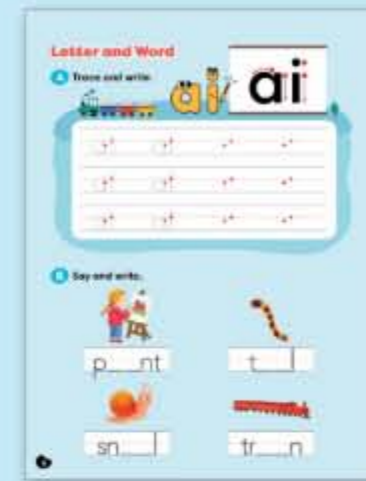 Letter and Word
A Trace and write.
ai ai
B Say and write.
p__nt t__l
sn__l tr__n